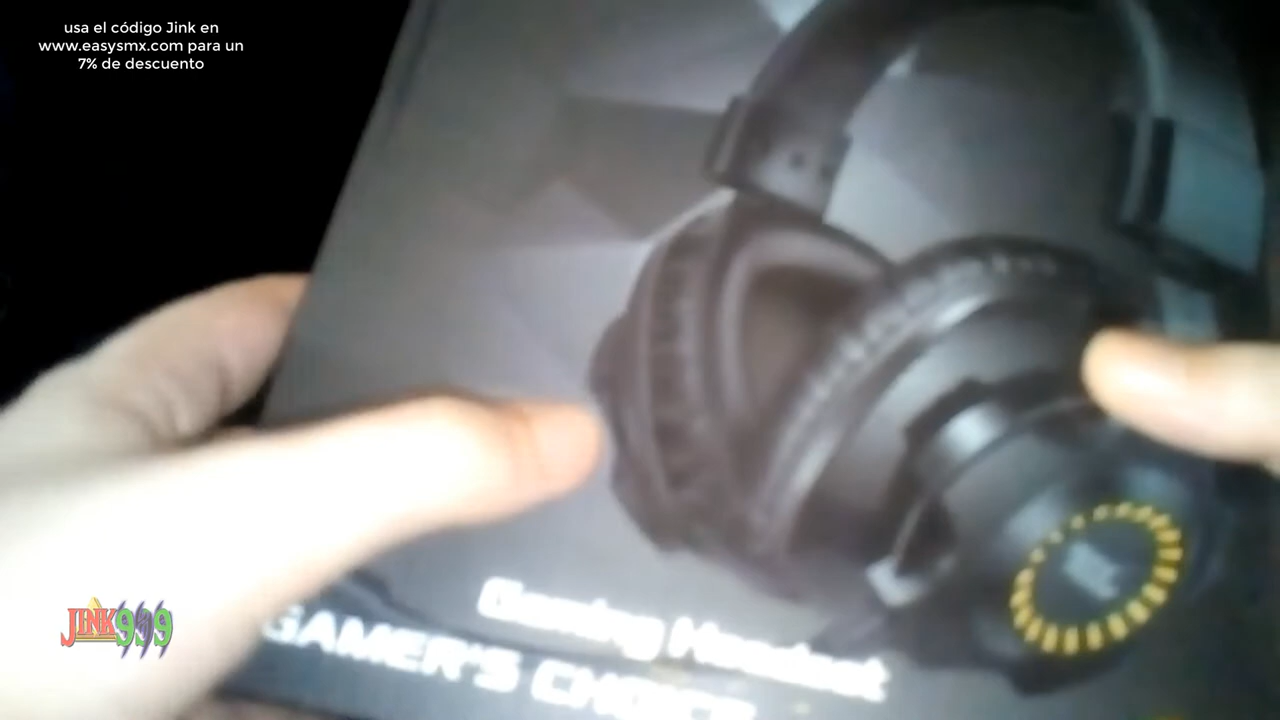 usa el código Jink en
www.easysmx.com para un
7% de descuento
JINK999
Gaming Headset
GAMER'S CHOICE